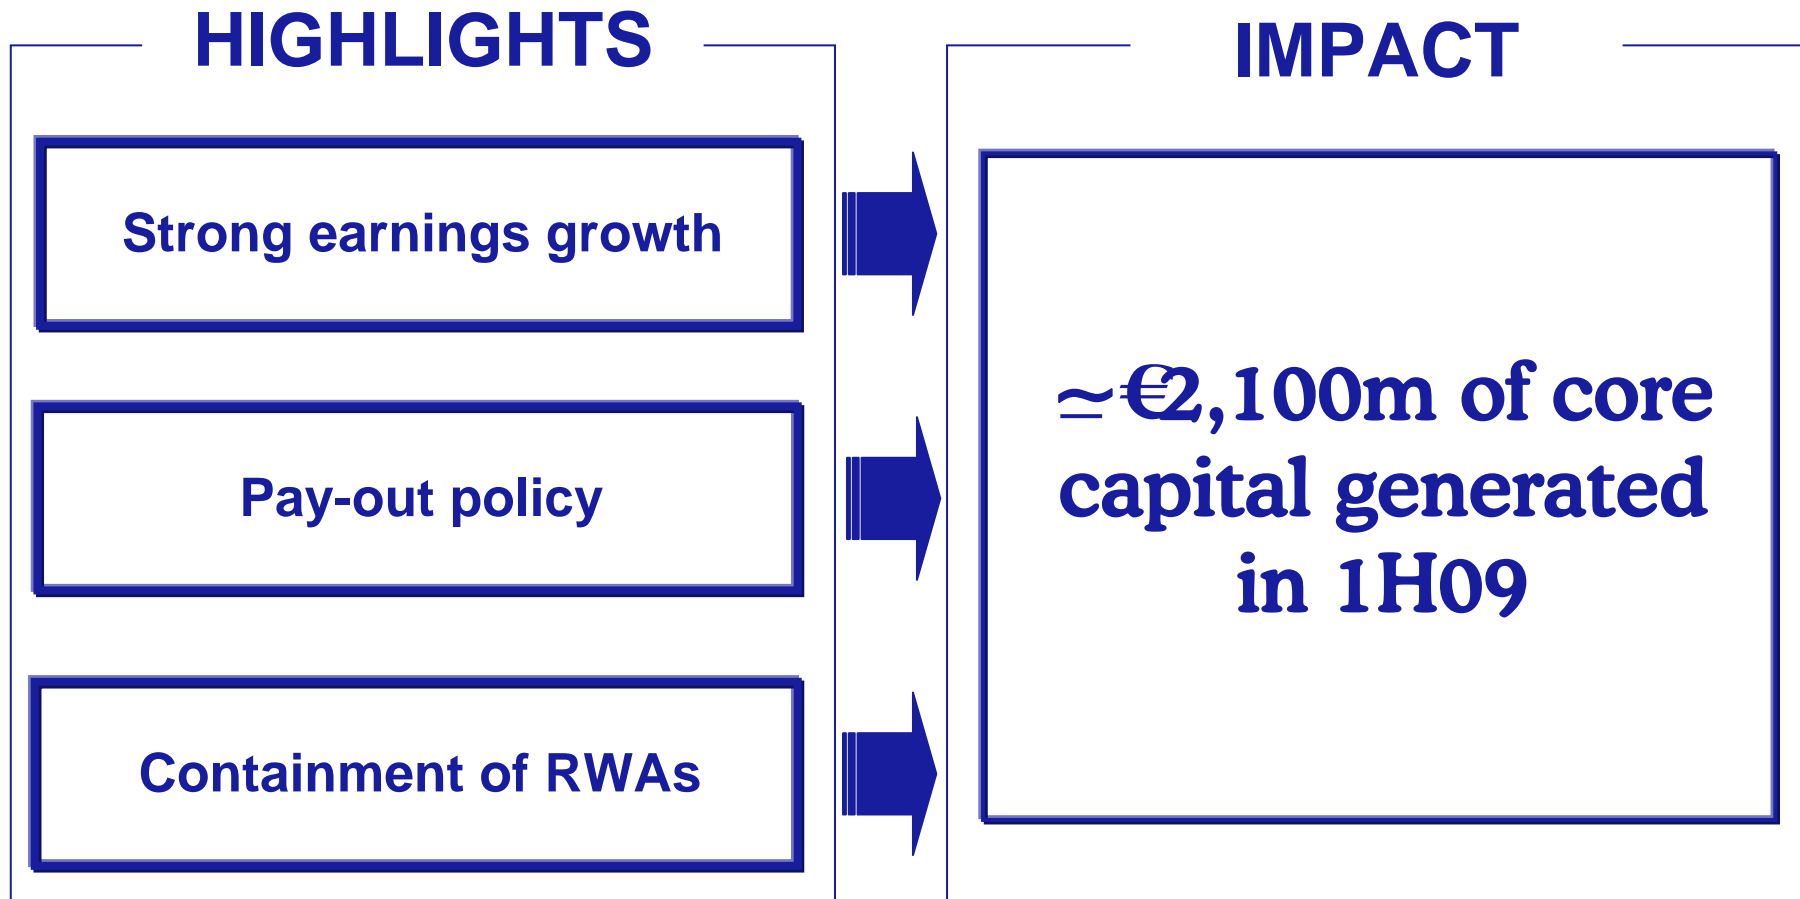 HIGHLIGHTS
Strong earnings growth
Pay-out policy
Containment of RWAs
IMPACT
≃€2,100m of core
capital generated
in 1H09